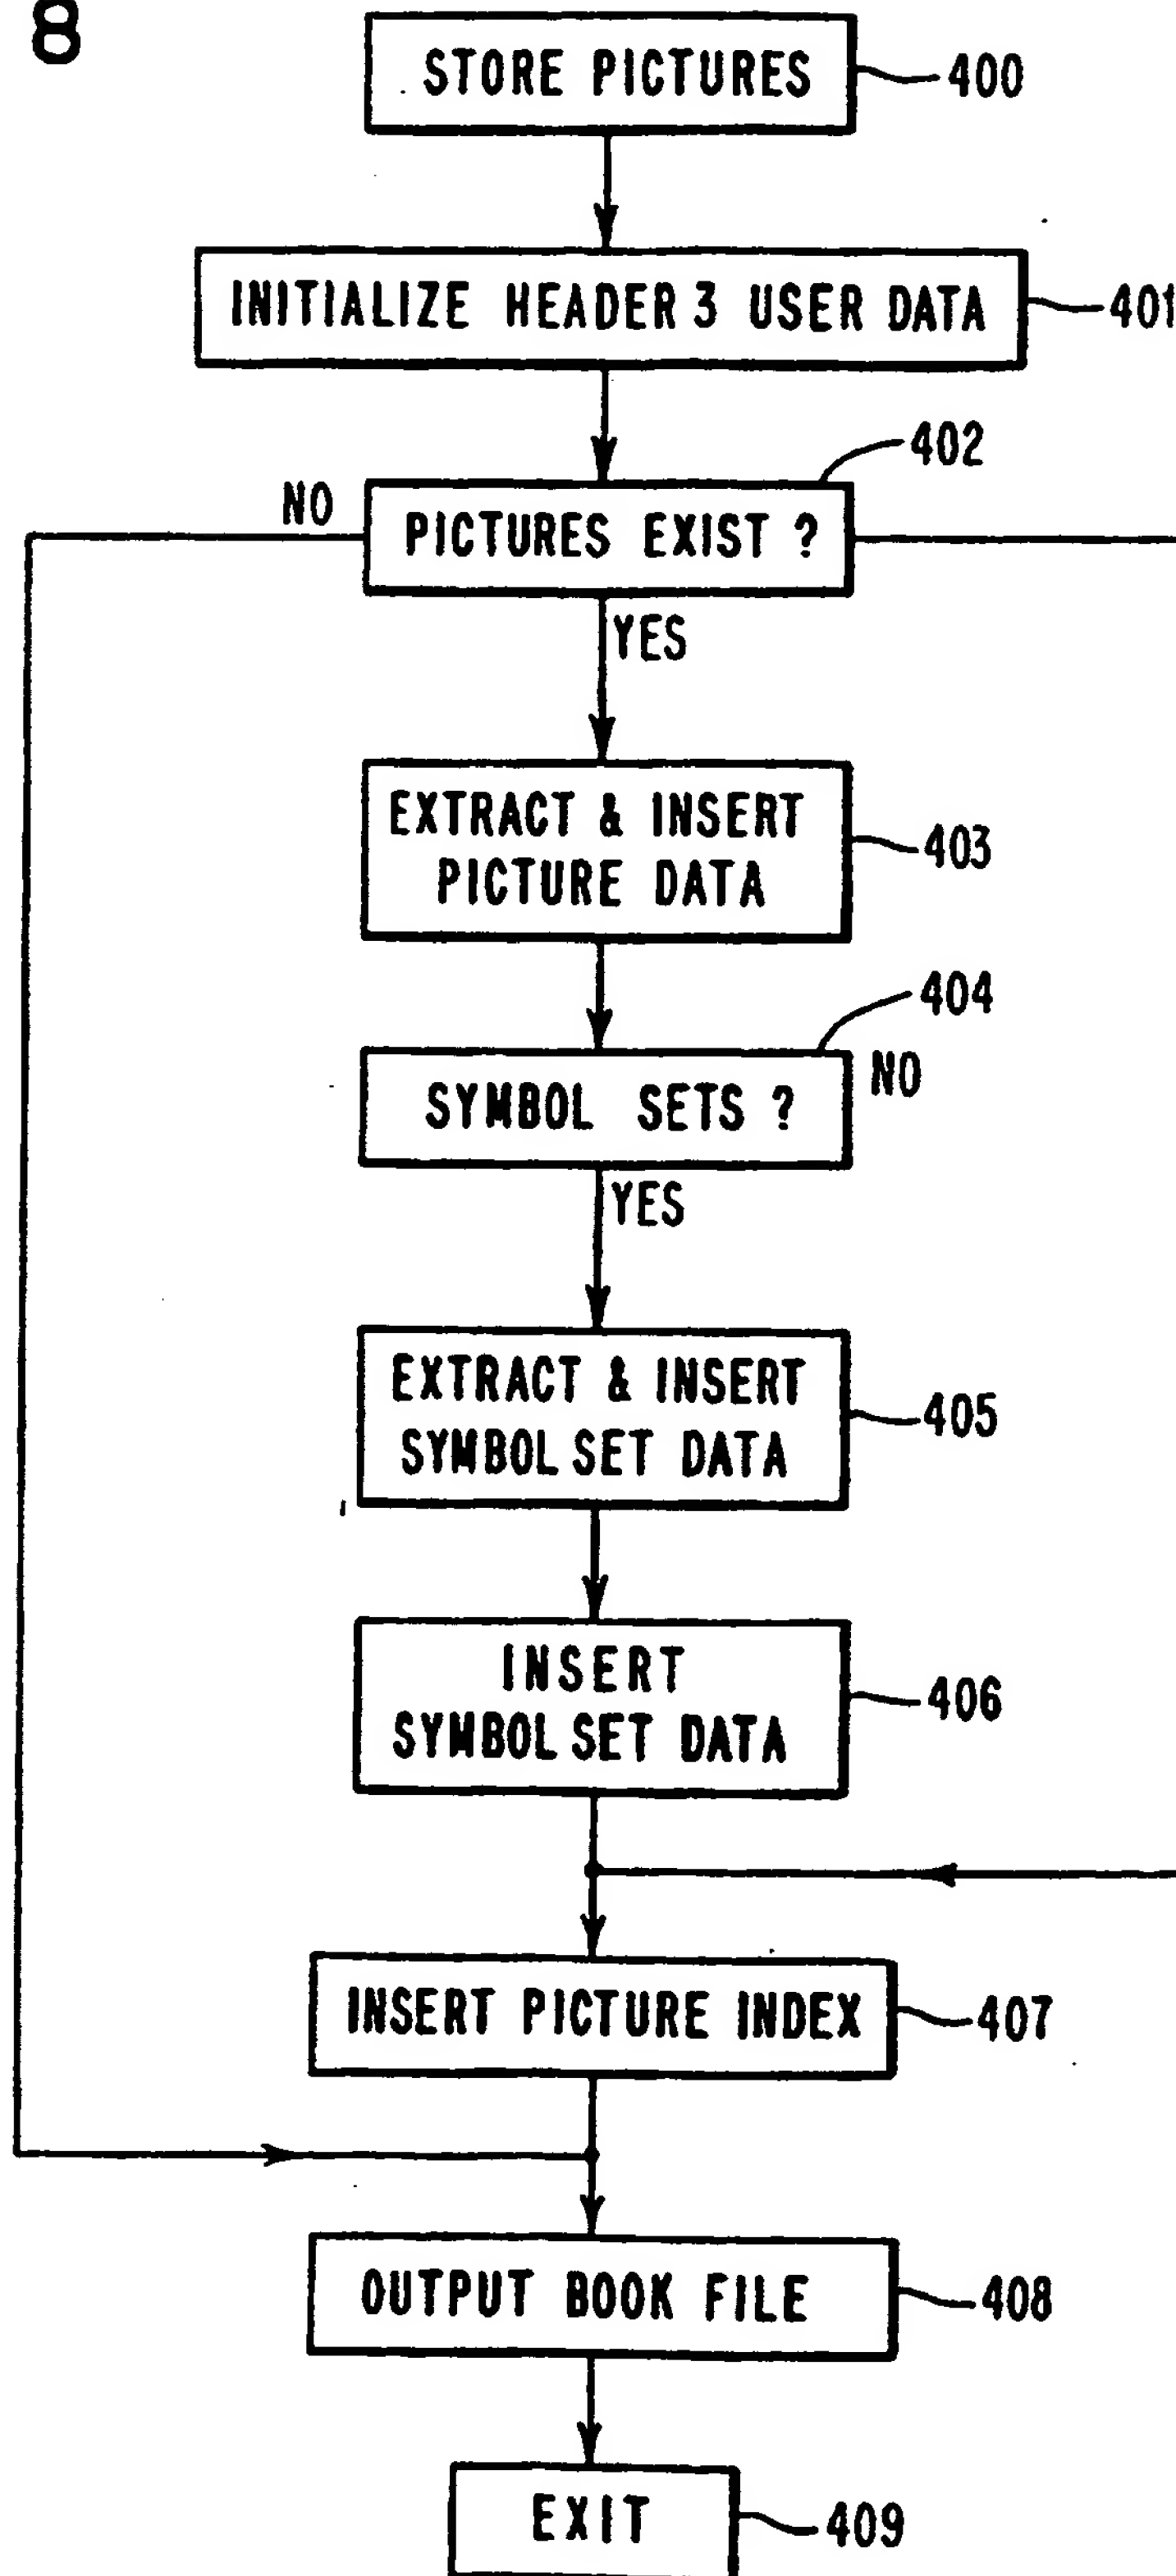 8
STORE PICTURES
400
INITIALIZE HEADER 3 USER DATA
401
402
NO
PICTURES EXIST ?
YES
EXTRACT & INSERT
PICTURE DATA
403
404
NO
SYMBOL SETS ?
YES
EXTRACT & INSERT
SYMBOL SET DATA
405
INSERT
SYMBOL SET DATA
406
INSERT PICTURE INDEX
407
OUTPUT BOOK FILE
408
EXIT
409